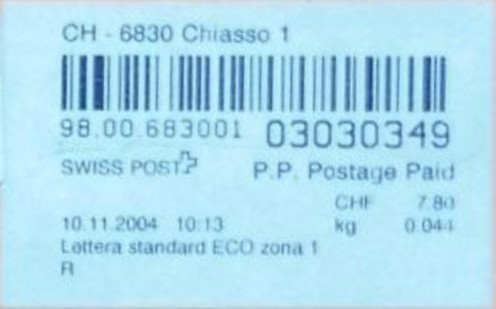 CH - 6830 Chiasso 1
98.00.683001 03030349
SWISS POST P.P. Postage Paid
CHF 7.80
10.11.2004 10:13 kg 0.044
Lettera standard ECO zona 1
R